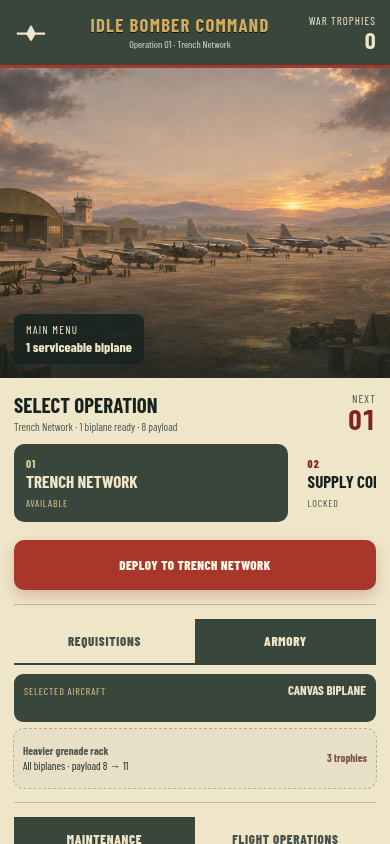 IDLE BOMBER COMMAND
Operation 01 · Trench Network
WAR TROPHIES
0
MAIN MENU
1 serviceable biplane
SELECT OPERATION
Trench Network · 1 biplane ready · 8 payload
NEXT
01
01
TRENCH NETWORK
AVAILABLE
02
SUPPLY
LOCKED
DEPLOY TO TRENCH NETWORK
REQUISITIONS
ARMORY
SELECTED AIRCRAFT
CANVAS BIPLANE
Heavier grenade rack
All biplanes · payload 8 → 11
3 trophies
MAINTENANCE
FLIGHT OPERATIONS